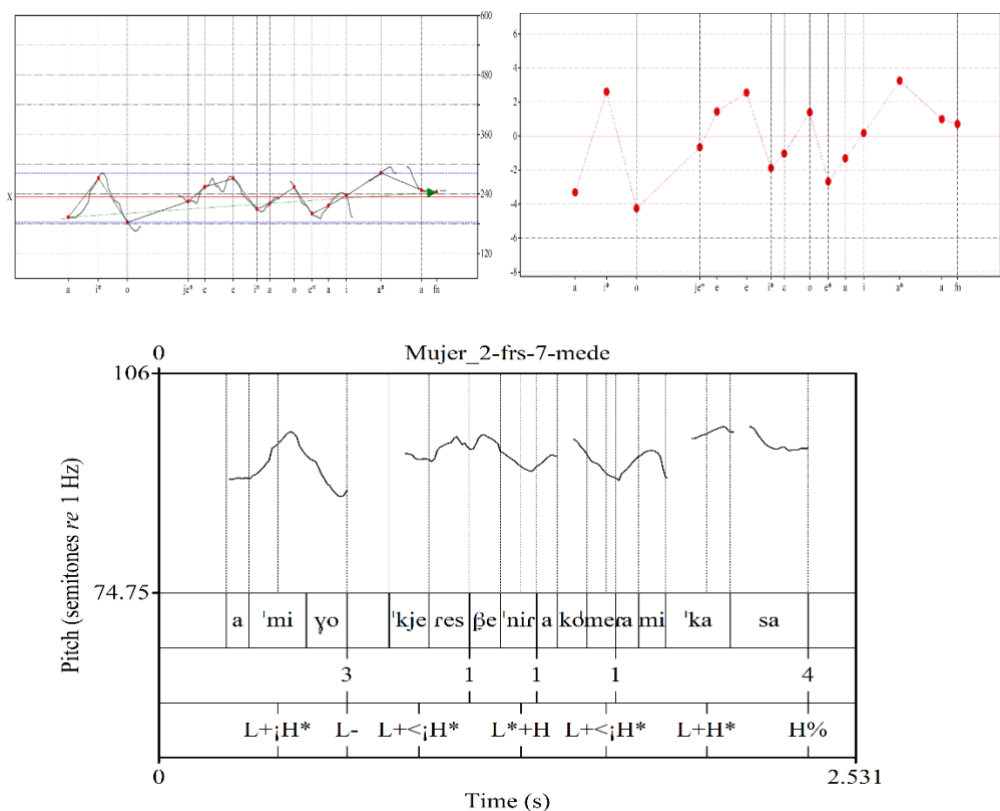 600
480
360
240
120
X
a i* o je* e e i* a o e* a i a* a fn
6
4
2
0
-2
-4
-6
-8
a i* o je* e e i* a o e* a i a* a fn
0 Mujer_2-frs-7-mede
106
74.75
Pitch (semitones re 1 Hz)
a ˈmi ɣo ˈkje ɾes β̞e ˈniɾ a ko ˈme ɾa mi ˈka sa
3 1 1 1 4
L+¡H* L- L+<¡H* L*+H L+<¡H* L+H* H%
0 2.531
Time (s)